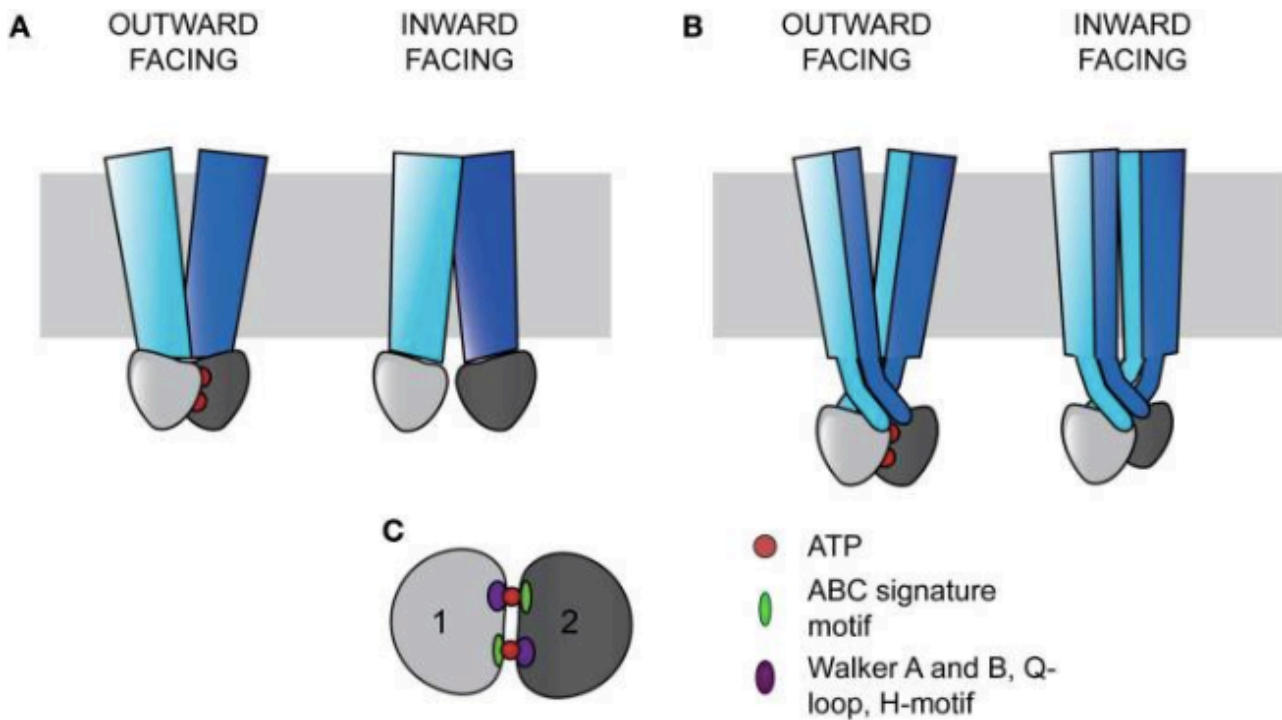 A
OUTWARD
FACING
INWARD
FACING
B
OUTWARD
FACING
INWARD
FACING
C
1
2
ATP
ABC signature
motif
Walker A and B, Q-
loop, H-motif